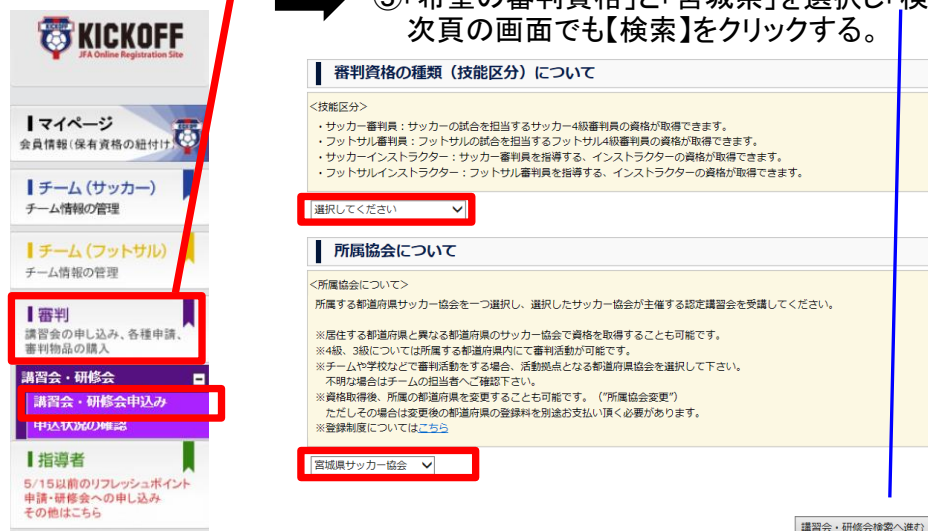 KICKOFF
JFA Online Registration Site
マイページ
会員情報(保有資格の紐付け)
チーム(サッカー)
チーム情報の管理
チーム(フットサル)
チーム情報の管理
審判
講習会の申し込み、各種申請、
審判物品の購入
講習会・研修会
講習会・研修会申込み
申込状況の確認
指導者
5/15以前のリフレッシュポイント
申請・研修会への申し込み
その他はこちら
③「希望の審判資格」と「宮城県」を選択し「検
次頁の画面でも【検索】をクリックする。
審判資格の種類(技能区分)について
<技能区分>
・サッカー審判員:サッカーの試合を担当するサッカー4級審判員の資格が取得できます。
・フットサル審判員:フットサルの試合を担当するフットサル4級審判員の資格が取得できます。
・サッカーインストラクター:サッカー審判員を指導する、インストラクターの資格が取得できます。
・フットサルインストラクター:フットサル審判員を指導する、インストラクターの資格が取得できます。
選択してください
所属協会について
<所属協会について>
所属する都道府県サッカー協会を一つ選択し、選択したサッカー協会が主催する認定講習会を受講してください。
※居住する都道府県と異なる都道府県のサッカー協会で資格を取得することも可能です。
※4級、3級については所属する都道府県内にて審判活動が可能です。
※チームや学校などで審判活動をする場合、活動拠点となる都道府県協会を選択して下さい。
不明な場合はチームの担当者へご確認下さい。
※資格取得後、所属の都道府県を変更することも可能です。("所属協会変更")
ただしその場合は変更後の都道府県の登録料を別途お支払い頂く必要があります。
※登録制度についてはこちら
宮城県サッカー協会
講習会・研修会検索へ進む